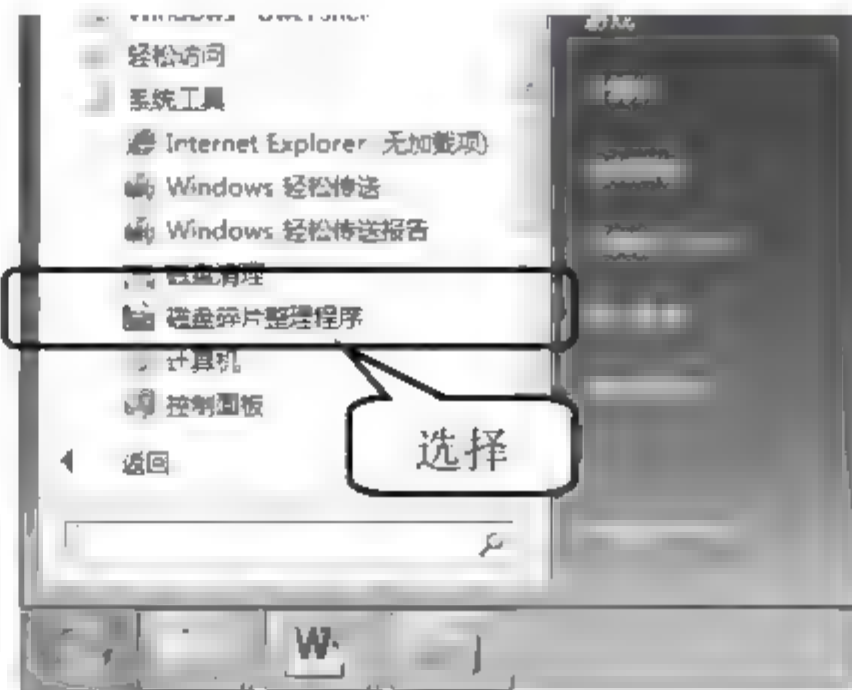 轻松访问
系统工具
Internet Explorer 无加载项)
Windows 轻松传送
Windows 轻松传送报告
磁盘清理
磁盘碎片整理程序
计算机
控制面板
选择
返回
W